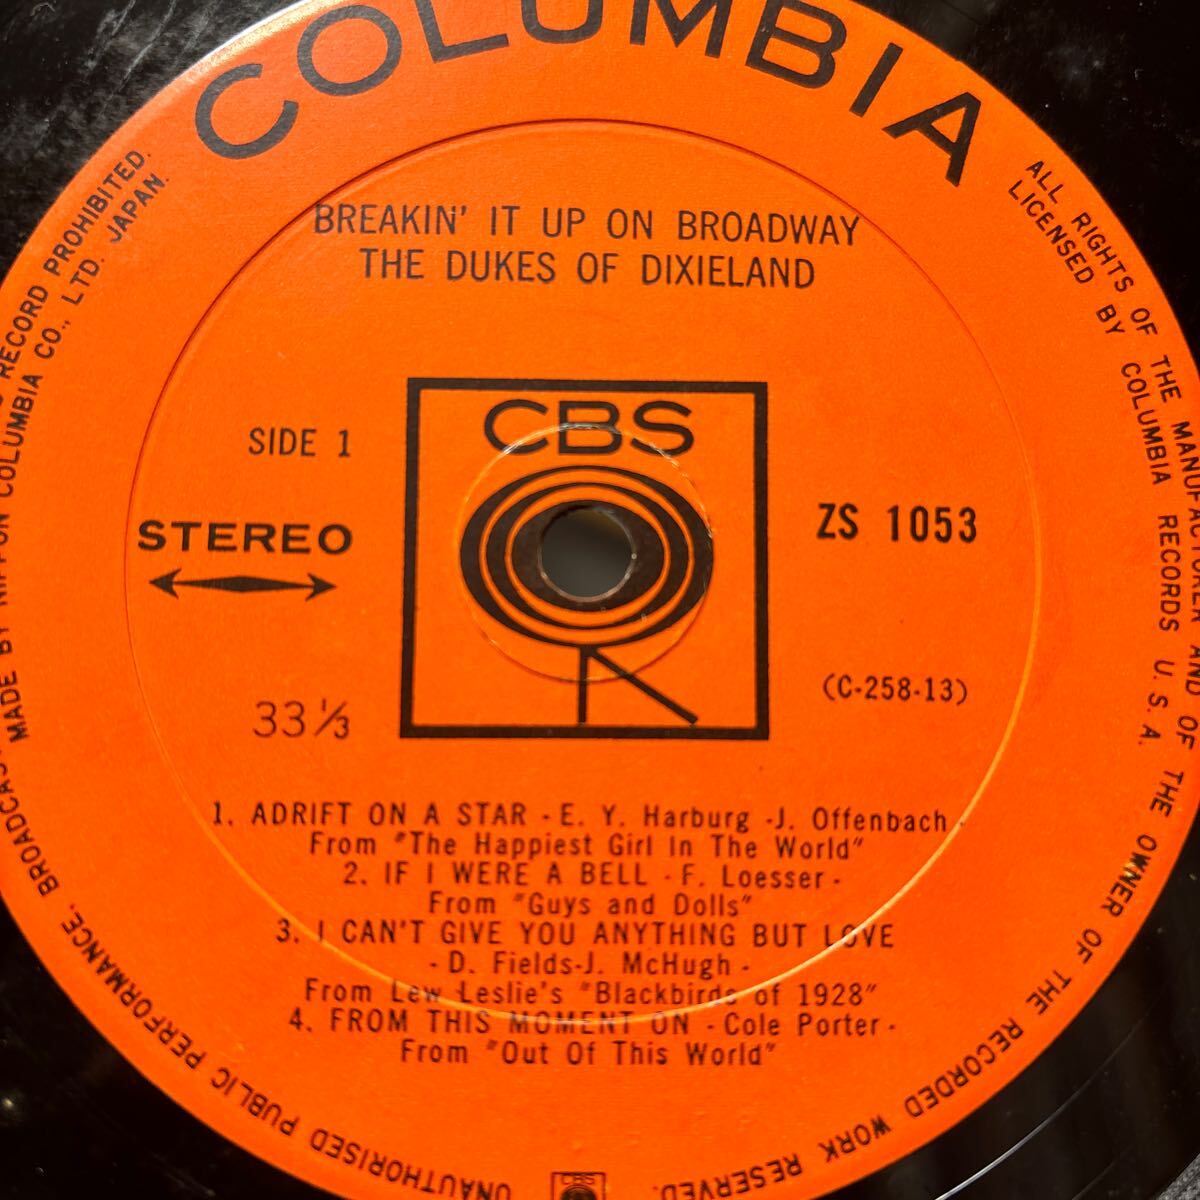 COLUMBIA
BREAKIN' IT UP ON BROADWAY
THE DUKES OF DIXIELAND
SIDE 1
CBS
STEREO
ZS 1053
33 1/3
(C-258-13)
1. ADRIFT ON A STAR - E. Y. Harburg -J. Offenbach -
From "The Happiest Girl In The World"
2. IF I WERE A BELL - F. Loesser -
From "Guys and Dolls"
3. I CAN'T GIVE YOU ANYTHING BUT LOVE
- D. Fields-J. McHugh -
From Lew Leslie's "Blackbirds of 1928"
4. FROM THIS MOMENT ON - Cole Porter -
From "Out Of This World"
ALL RIGHTS OF THE MANUFACTURER AND OF THE OWNER OF THE RECORDED WORK RESERVED.
UNAUTHORISED PUBLIC PERFORMANCE, BROADCAS
RECORD PROHIBITED.
LICENSED BY COLUMBIA RECORDS U. S. A.
MADE BY NIPPON COLUMBIA CO., LTD. JAPAN.
CBS